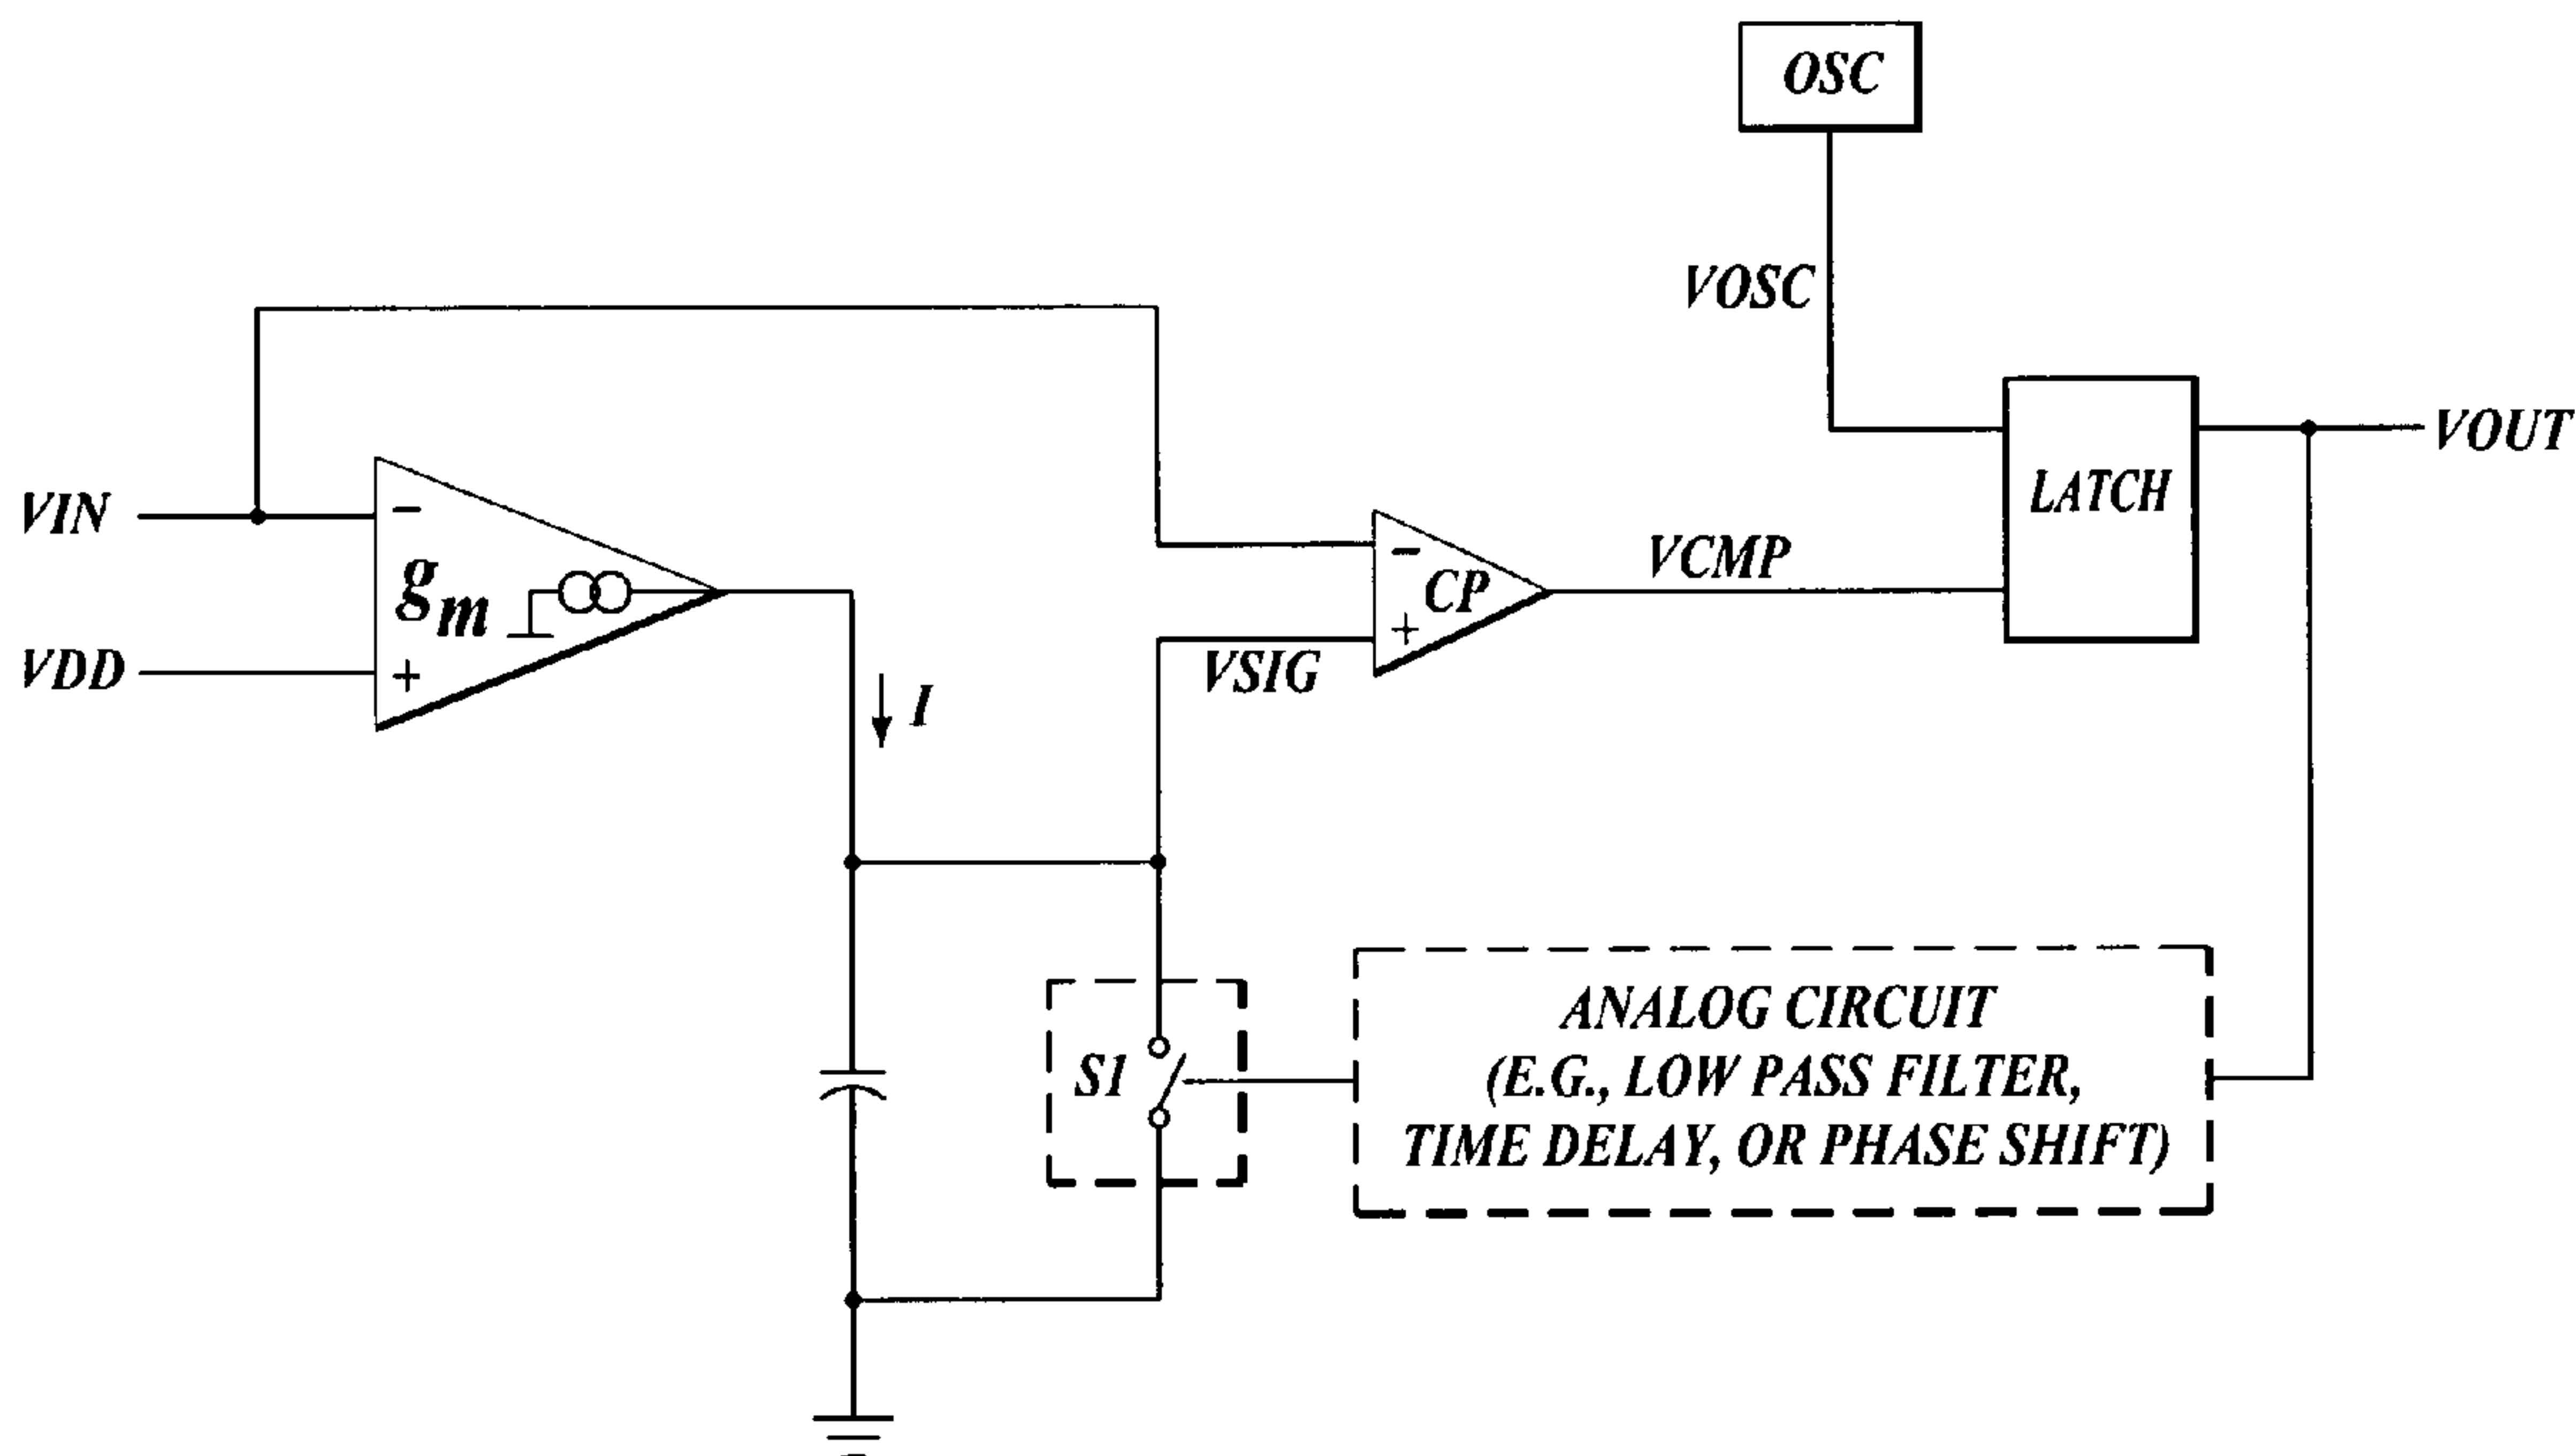 OSC
VOSC
VIN
VDD
gm
-
+
I
-
CP
+
VSIG
VCMP
LATCH
VOUT
S1
ANALOG CIRCUIT
(E.G., LOW PASS FILTER,
TIME DELAY, OR PHASE SHIFT)